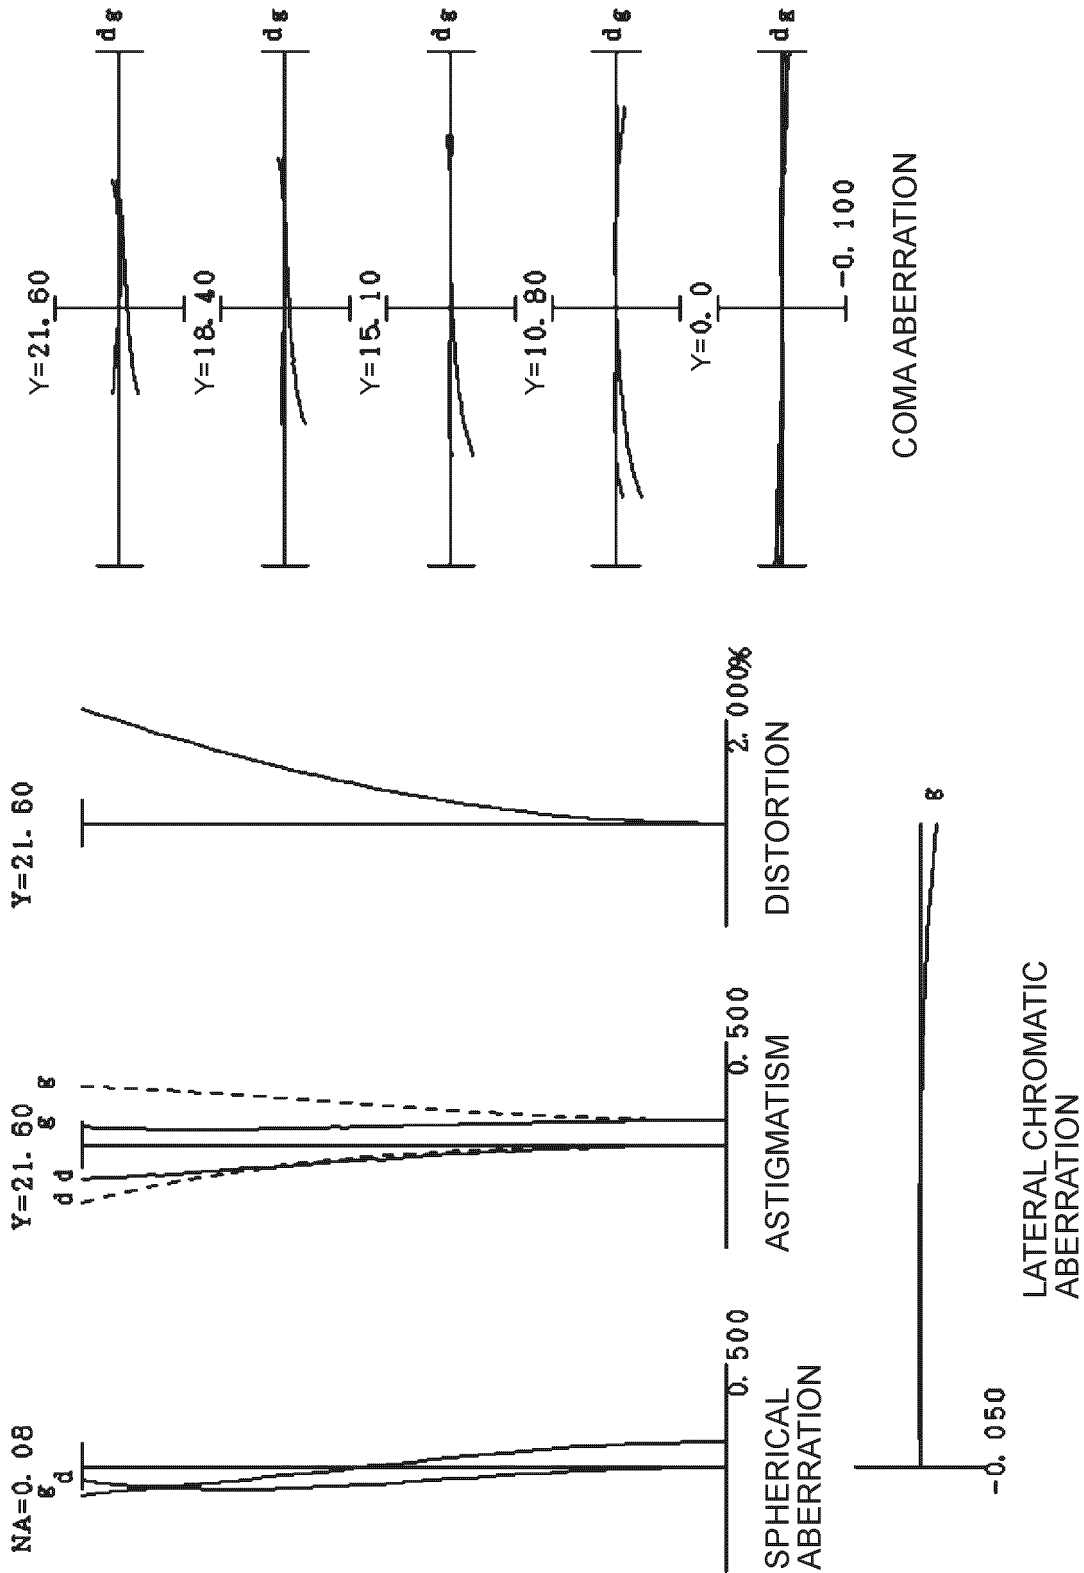 NA=0. 08
g
d
0. 500
SPHERICAL
ABERRATION
Y=21. 60
g
g
d d
0. 500
ASTIGMATISM
Y=21. 60
2. 000%
DISTORTION
Y=21. 60
d g
Y=18. 40
d g
Y=15. 10
d g
Y=10. 80
d g
Y=0. 0
d g
-0. 100
COMA ABERRATION
g
-0. 050
LATERAL CHROMATIC
ABERRATION